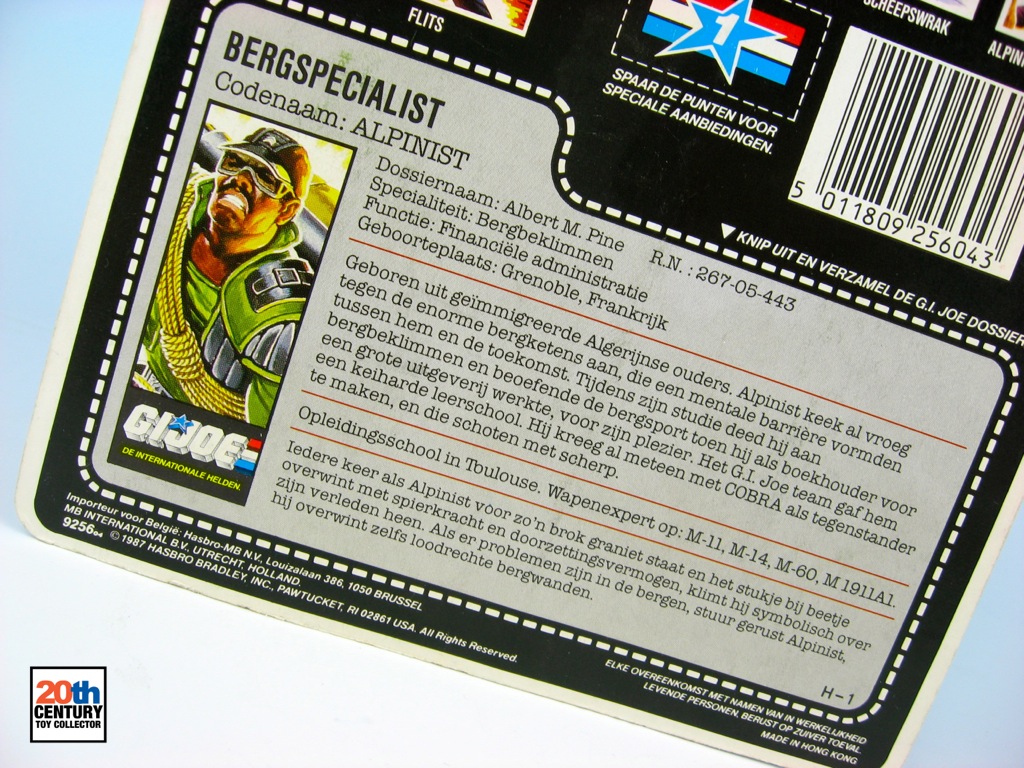 FLITS
SCHEEPSWRAK
1
SPAAR DE PUNTEN VOOR
SPECIALE AANBIEDINGEN.
5 011809 256043
▼ KNIP UIT EN VERZAMEL DE G.I. JOE DOSSIER
BERGSPECIALIST
Codenaam: ALPINIST
Dossiernaam: Albert M. Pine R.N.: 267-05-443
Specialiteit: Bergbeklimmen
Functie: Financiële administratie
Geboorteplaats: Grenoble, Frankrijk
Geboren uit geïmmigreerde Algerijnse ouders. Alpinist keek al vroeg
tegen de enorme bergketens aan, die een mentale barrière vormden
tussen hem en de toekomst. Tijdens zijn studie deed hij aan
bergbeklimmen en beoefende de bergsport toen hij als boekhouder voor
een grote uitgeverij werkte, voor zijn plezier. Het G.I. Joe team gaf hem
een keiharde leerschool. Hij kreeg al meteen met COBRA als tegenstander
te maken, en die schoten met scherp.
Opleidingsschool in Toulouse. Wapenexpert op: M-11, M-14, M-60, M 1911A1.
Iedere keer als Alpinist vóór zo'n brok graniet staat en het stukje bij beetje
overwint met spierkracht en doorzettingsvermogen, klimt hij symbolisch over
zijn verleden heen. Als er problemen zijn in de bergen, stuur gerust Alpinist,
hij overwint zelfs loodrechte bergwanden.
G.I. JOE
DE INTERNATIONALE HELDEN.
H-1
Importeur voor België: Hasbro-MB N.V., Louizalaan 386, 1050 BRUSSEL
MB INTERNATIONAL B.V., UTRECHT, HOLLAND.
9256 © 1987 HASBRO BRADLEY, INC., PAWTUCKET, RI 02861 USA. All Rights Reserved.
ELKE OVEREENKOMST MET NAMEN VAN IN WERKELIJKHEID
LEVENDE PERSONEN, BERUST OP ZUIVER TOEVAL.
MADE IN HONG KONG
20th
CENTURY
TOY COLLECTOR